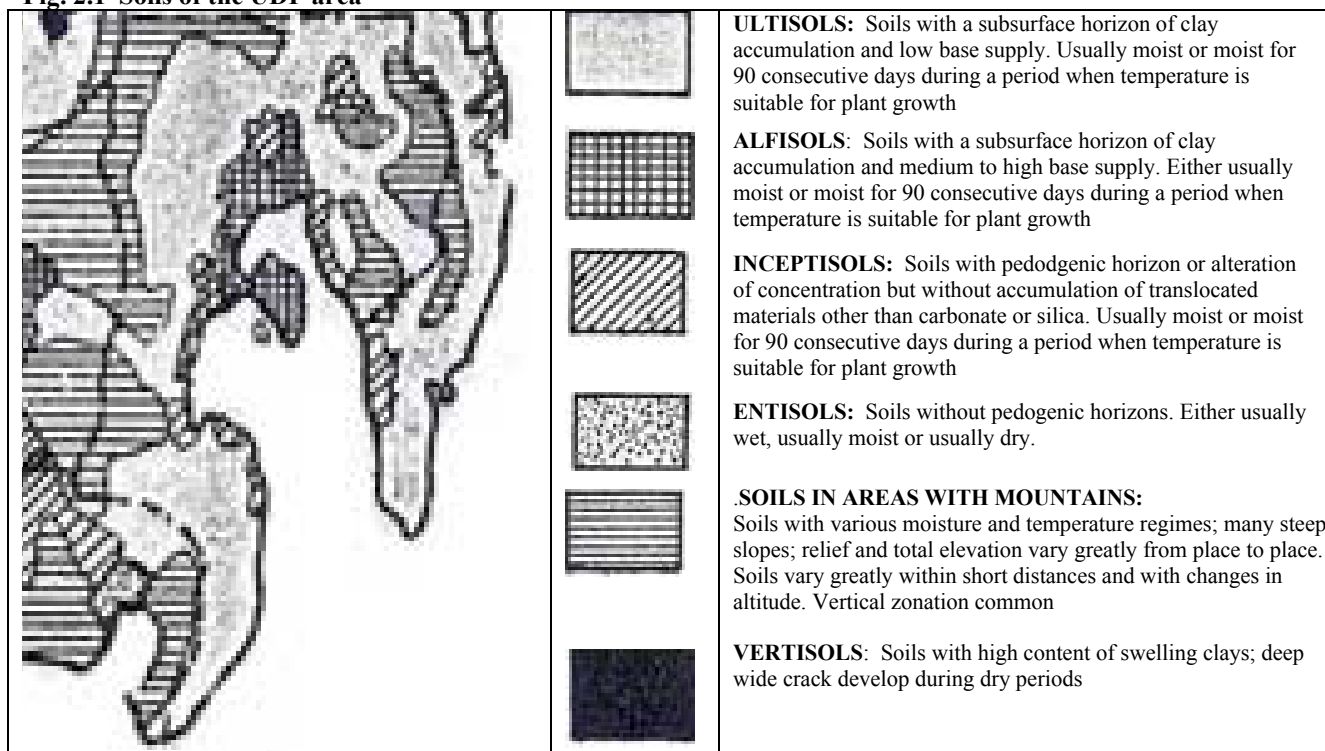 Fig. 2.1 Soils of the UDP area
ULTISOLS: Soils with a subsurface horizon of clay
accumulation and low base supply. Usually moist or moist for
90 consecutive days during a period when temperature is
suitable for plant growth
ALFISOLS: Soils with a subsurface horizon of clay
accumulation and medium to high base supply. Either usually
moist or moist for 90 consecutive days during a period when
temperature is suitable for plant growth
INCEPTISOLS: Soils with pedodgenic horizon or alteration
of concentration but without accumulation of translocated
materials other than carbonate or silica. Usually moist or moist
for 90 consecutive days during a period when temperature is
suitable for plant growth
ENTISOLS: Soils without pedogenic horizons. Either usually
wet, usually moist or usually dry.
.SOILS IN AREAS WITH MOUNTAINS:
Soils with various moisture and temperature regimes; many steep
slopes; relief and total elevation vary greatly from place to place.
Soils vary greatly within short distances and with changes in
altitude. Vertical zonation common
VERTISOLS: Soils with high content of swelling clays; deep
wide crack develop during dry periods